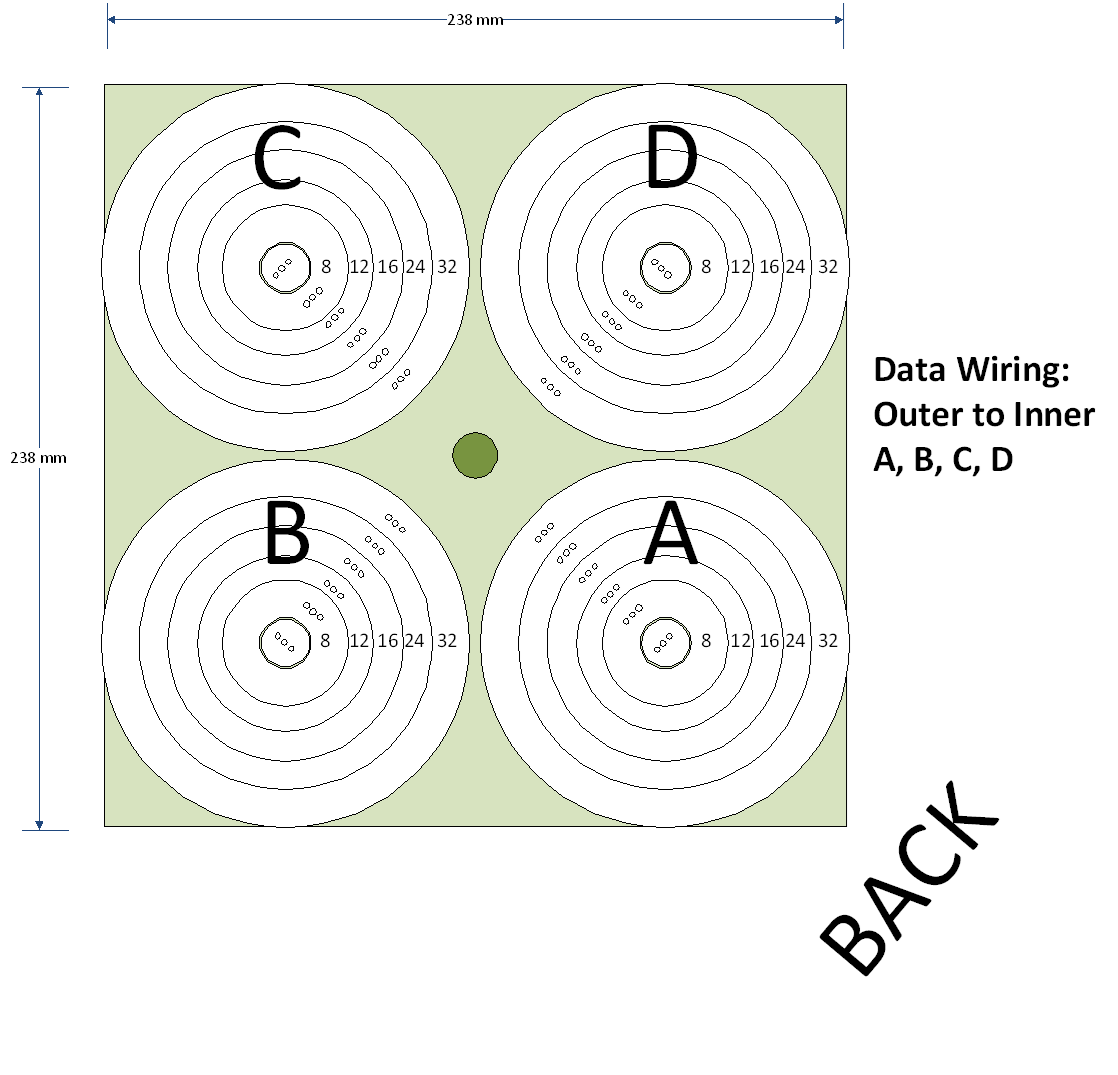 238 mm
C
D
8 12 16 24 32
8 12 16 24 32
Data Wiring:
Outer to Inner
A, B, C, D
238 mm
B
A
8 12 16 24 32
8 12 16 24 32
BACK